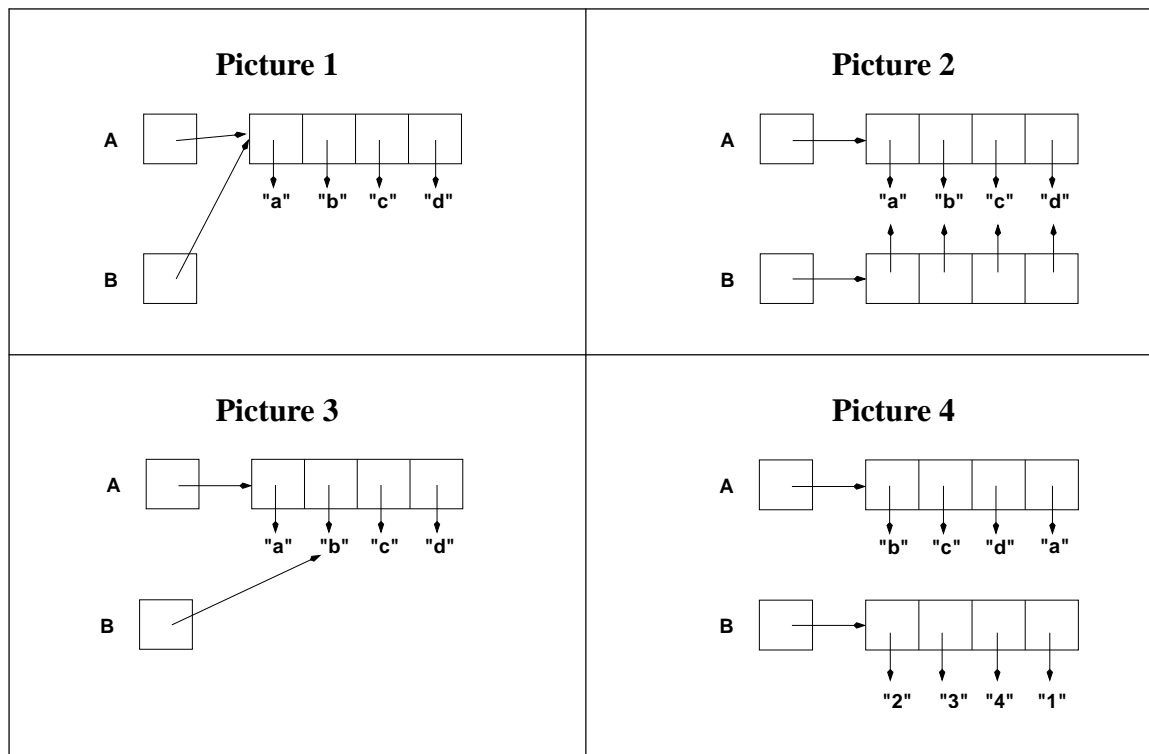 Picture 1
A
"a" "b" "c" "d"
B
Picture 2
A
"a" "b" "c" "d"
B
Picture 3
A
"a" "b" "c" "d"
B
Picture 4
A
"b" "c" "d" "a"
B
"2" "3" "4" "1"